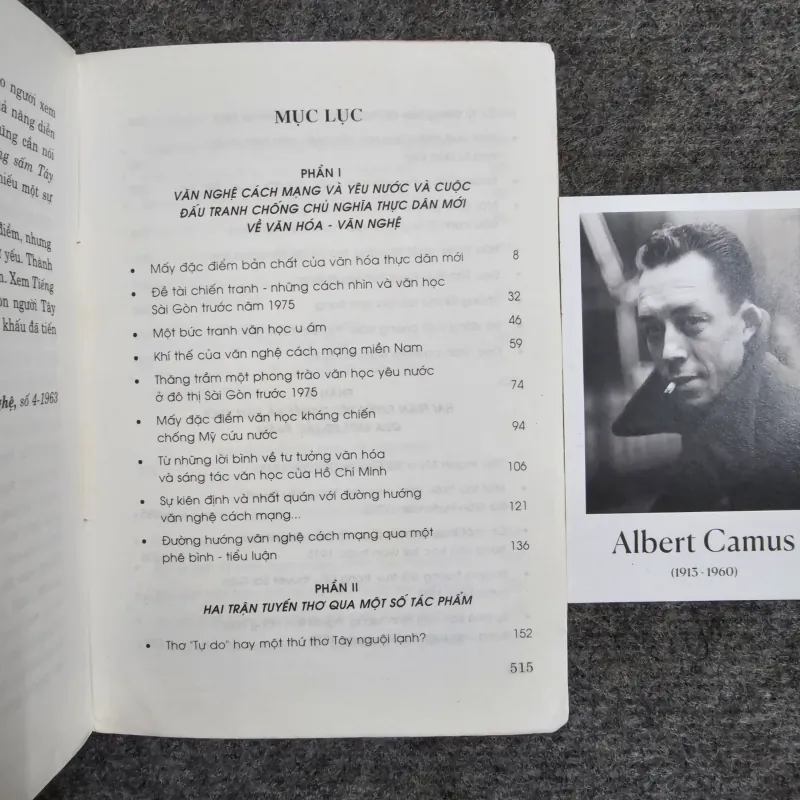 người xem
năng diễn
cần nói
sấm Tây
một sự
điểm, nhưng
yếu. Thành
Xem Tiếng
người Tây
khấu đã tiến
số 4-1963
MỤC LỤC
PHẦN I
VĂN NGHỆ CÁCH MẠNG VÀ YÊU NƯỚC VÀ CUỘC
ĐẤU TRANH CHỐNG CHỦ NGHĨA THỰC DÂN MỚI
VỀ VĂN HÓA - VĂN NGHỆ
• Mấy đặc điểm bản chất của văn hóa thực dân mới 8
• Đề tài chiến tranh - những cách nhìn và văn học
Sài Gòn trước năm 1975 32
• Một bức tranh văn học u ám 46
• Khí thế của văn nghệ cách mạng miền Nam 59
• Thăng trầm một phong trào văn học yêu nước
ở đô thị Sài Gòn trước 1975 74
• Mấy đặc điểm văn học kháng chiến
chống Mỹ cứu nước 94
• Từ những lời bình về tư tưởng văn hóa
và sáng tác văn học của Hồ Chí Minh 106
• Sự kiên định và nhất quán với đường hướng
văn nghệ cách mạng... 121
• Đường hướng văn nghệ cách mạng qua một
phê bình - tiểu luận 136
PHẦN II
HAI TRẬN TUYẾN THƠ QUA MỘT SỐ TÁC PHẨM
• Thơ "Tự do" hay một thứ thơ Tây nguội lạnh? 152
515
Albert Camus
(1913 - 1960)